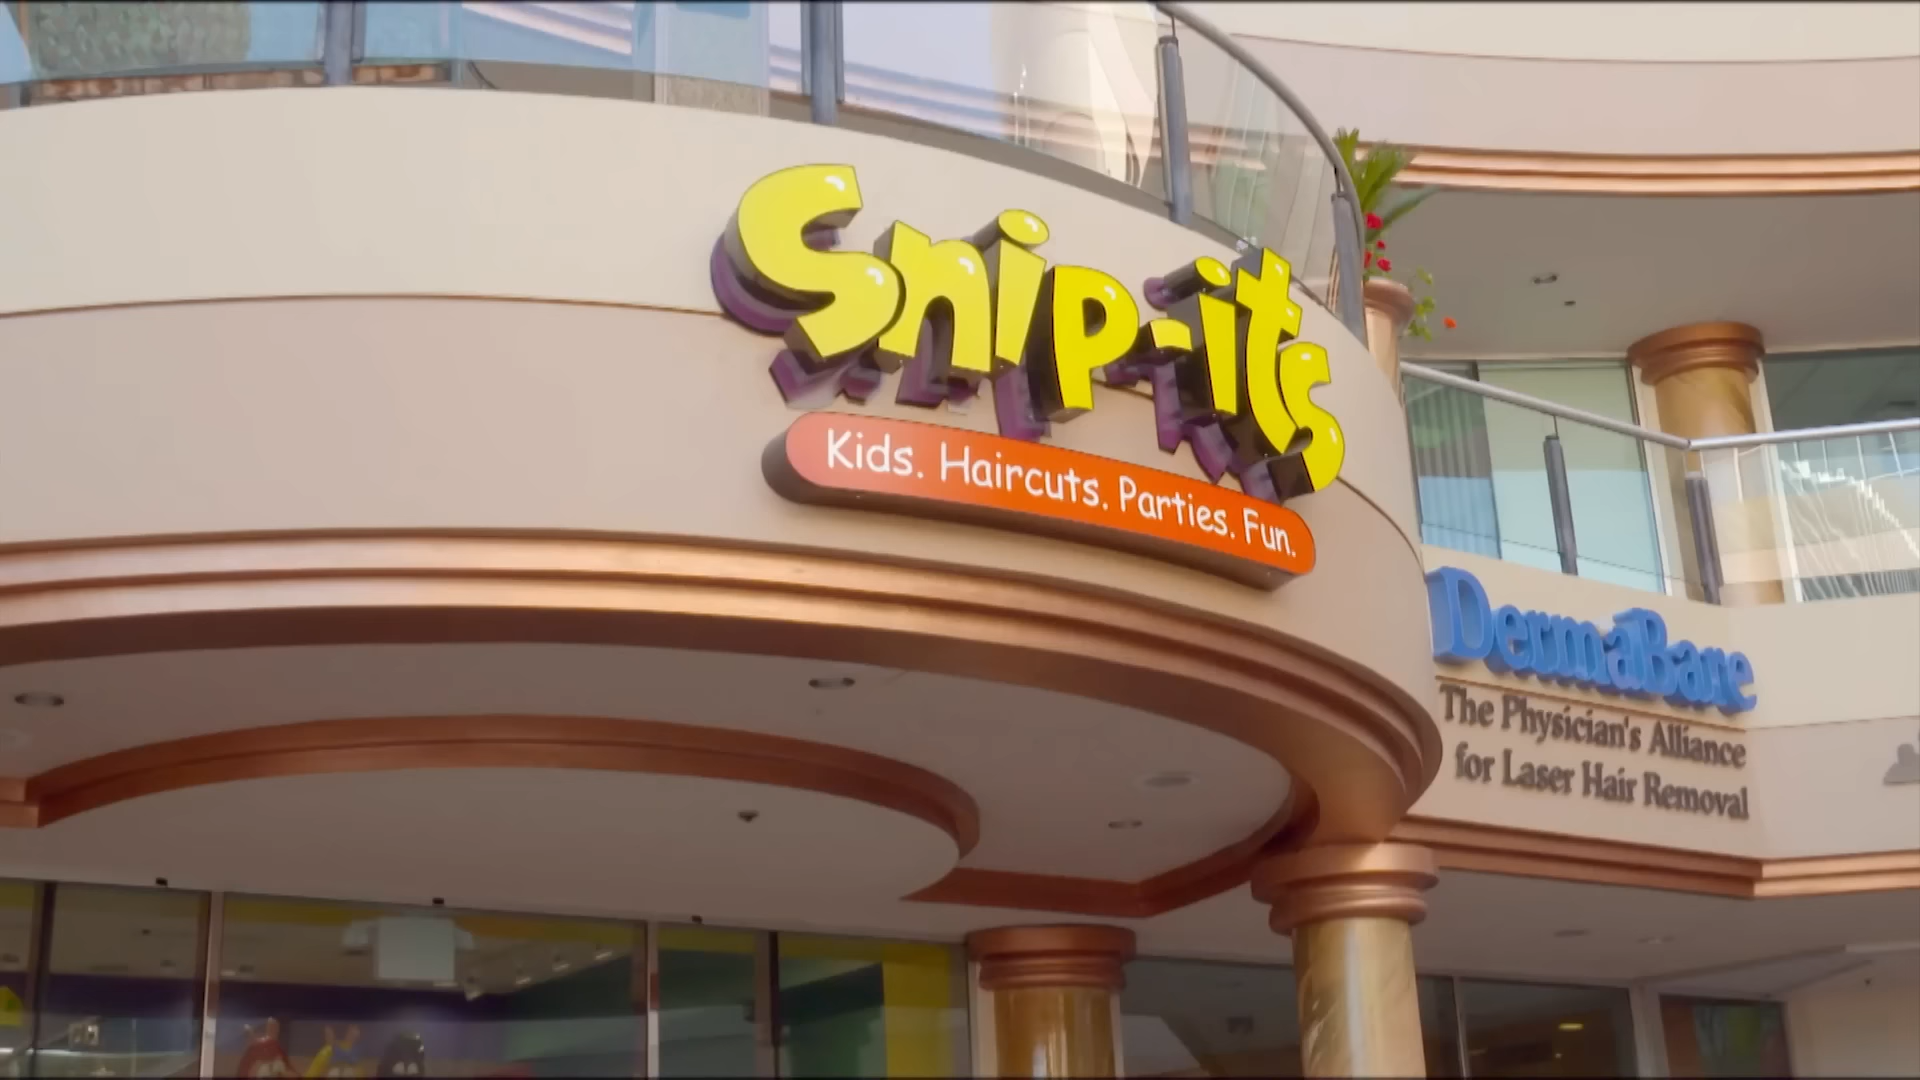 Snip-its
Kids. Haircuts. Parties. Fun.
DermaBare
The Physician's Alliance
for Laser Hair Removal